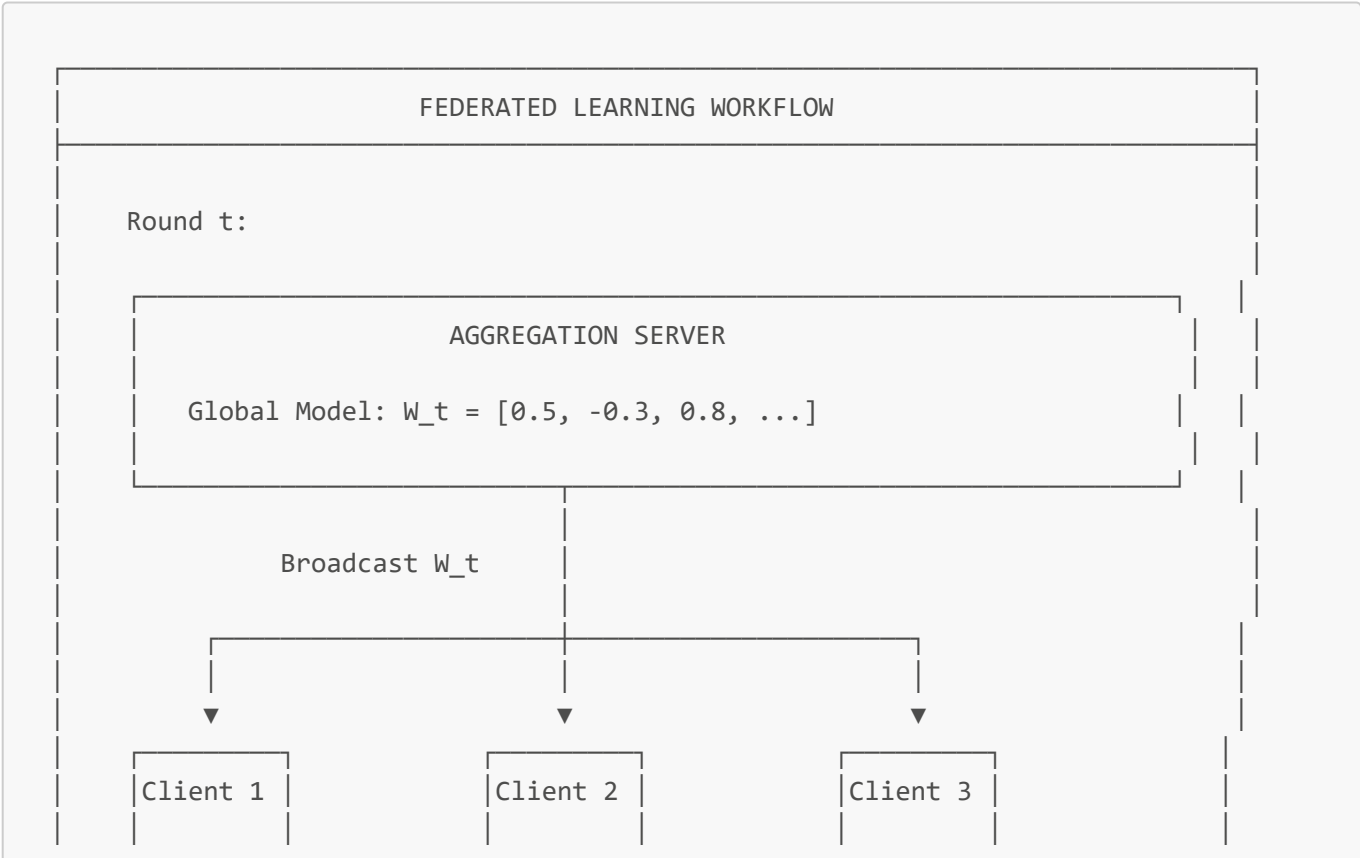 FEDERATED LEARNING WORKFLOW
Round t:
AGGREGATION SERVER
Global Model: W_t = [0.5, -0.3, 0.8, ...]
Broadcast W_t
Client 1 Client 2 Client 3